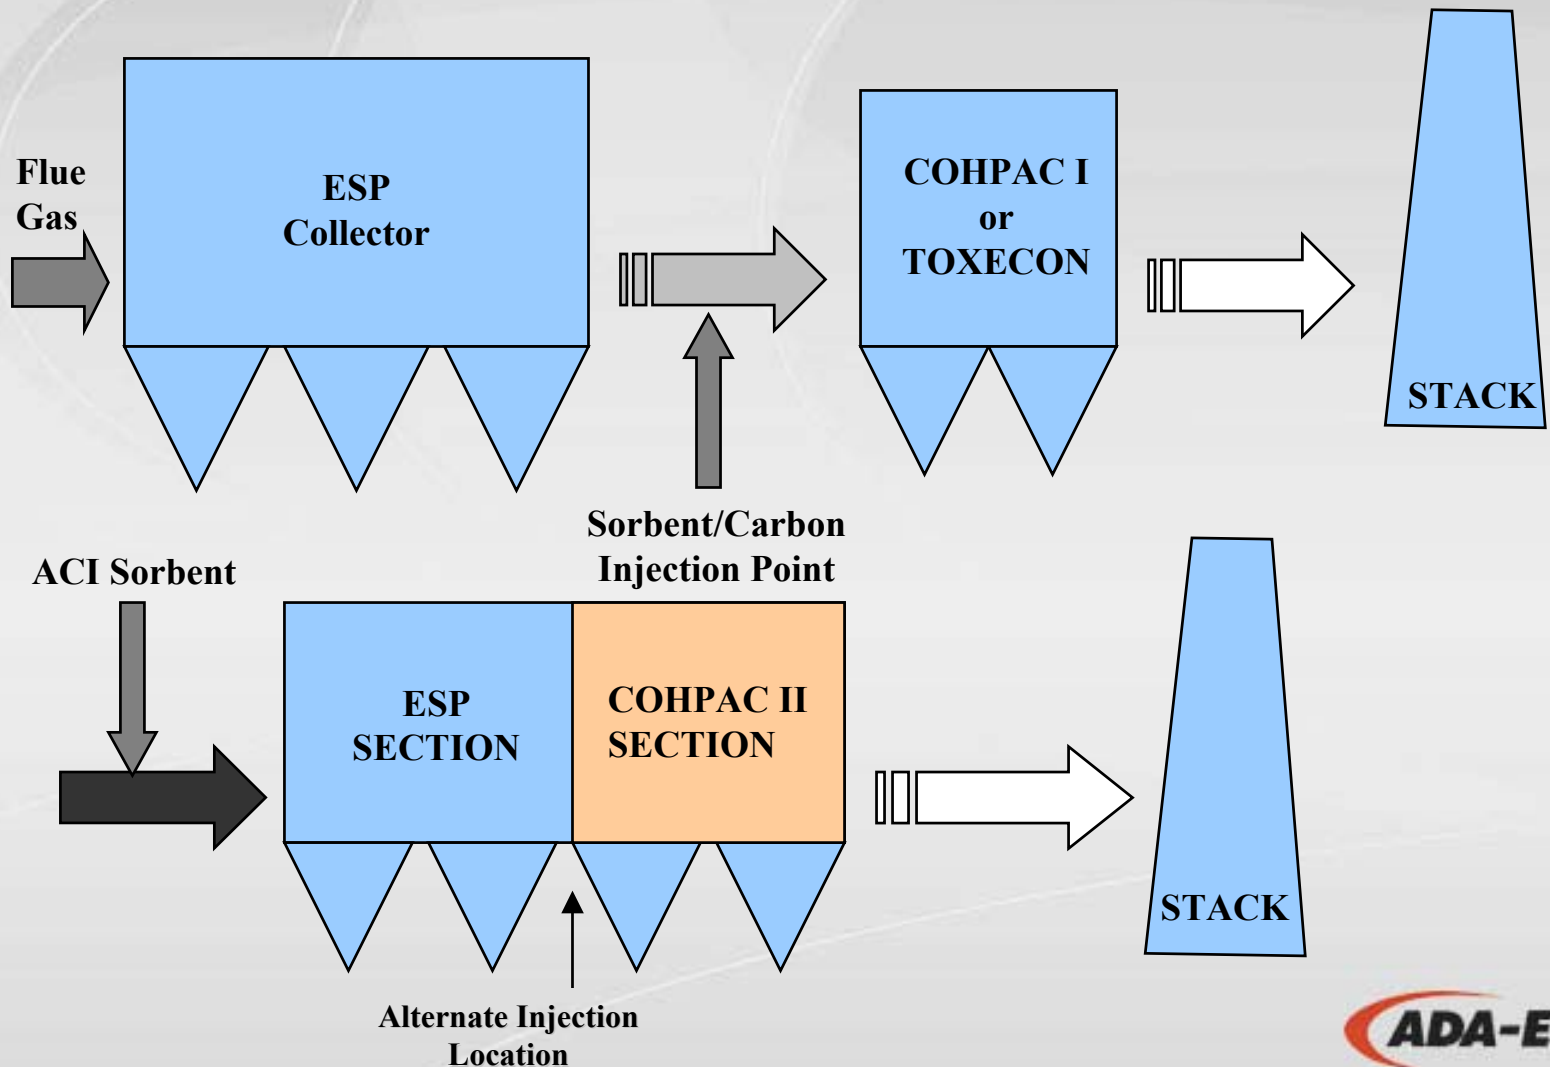 Flue
Gas
ESP
Collector
COHPAC I
or
TOXECON
STACK
Sorbent/Carbon
Injection Point
ACI Sorbent
ESP
SECTION
COHPAC II
SECTION
STACK
Alternate Injection
Location
ADA-E